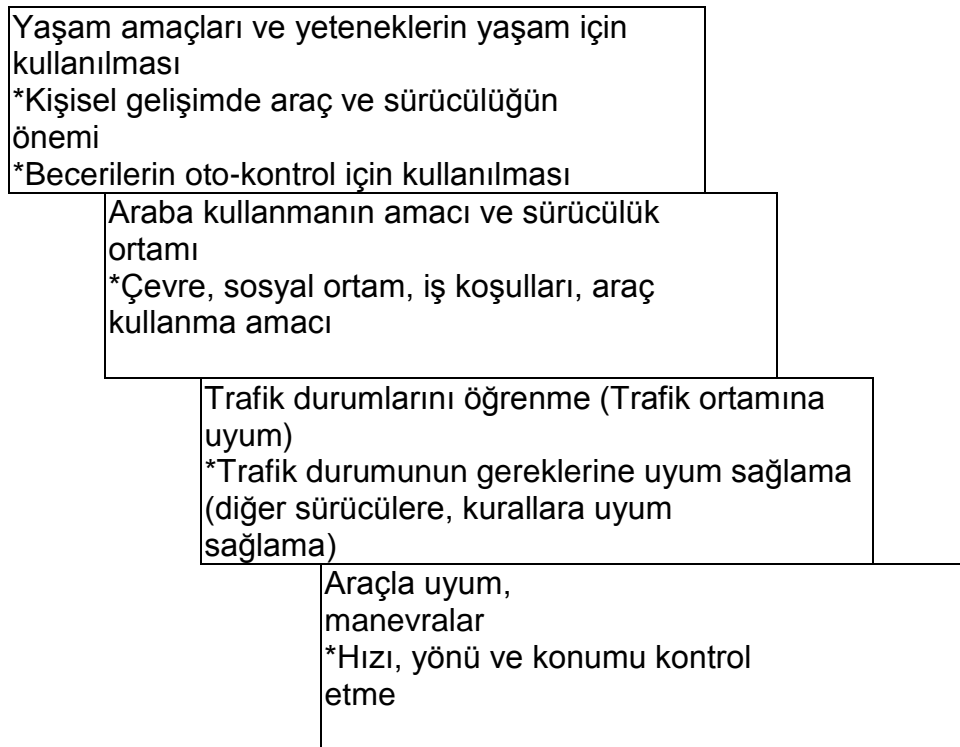 Yaşam amaçları ve yeteneklerin yaşam için
kullanılması
*Kişisel gelişimde araç ve sürücülüğün
önemi
*Becerilerin oto-kontrol için kullanılması
Araba kullanmanın amacı ve sürücülük
ortamı
*Çevre, sosyal ortam, iş koşulları, araç
kullanma amacı
Trafik durumlarını öğrenme (Trafik ortamına
uyum)
*Trafik durumunun gereklerine uyum sağlama
(diğer sürücülere, kurallara uyum
sağlama)
Araçla uyum,
manevralar
*Hızı, yönü ve konumu kontrol
etme